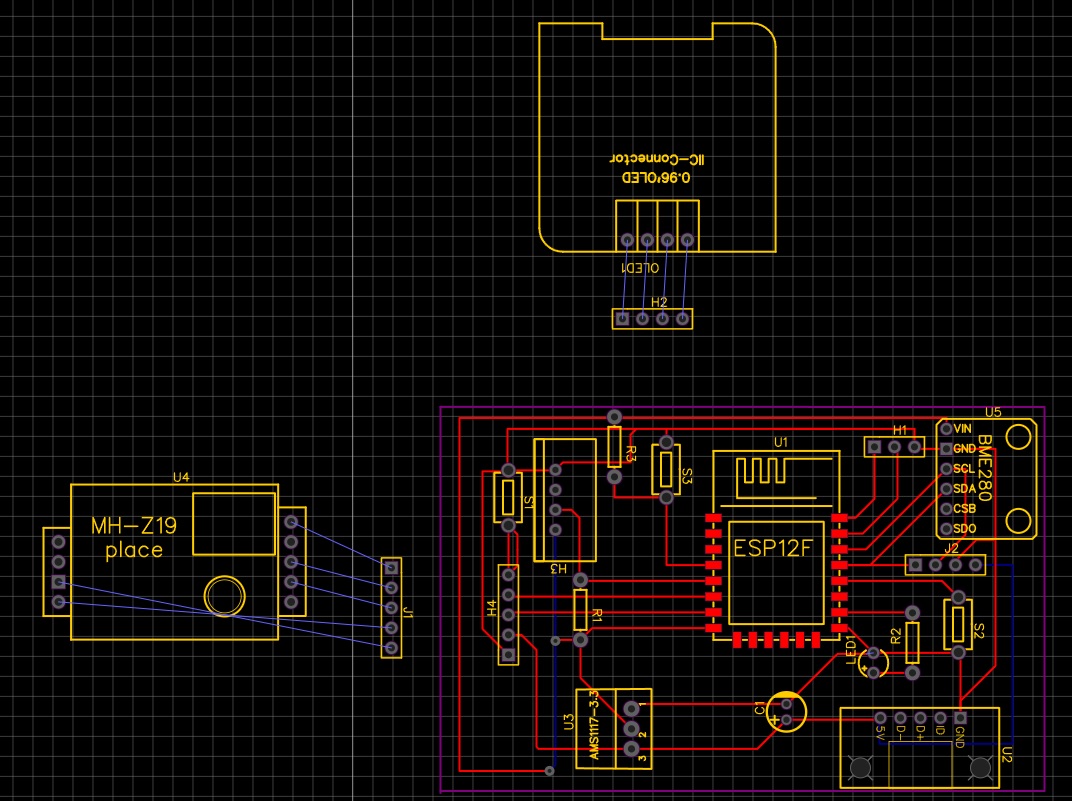 IIC-Connector
0.96'OLED
OLED1
H2
U5
H1
VIN
GND
SCL
SDA
CSB
SDO
BME280
U1
ESP12F
R3
S3
S1
H3
H4
R1
J2
S2
R2
LED1
C1
+
+
U3
AMS1117-3.3
1
2
3
5V
D-
D+
ID
GND
U2
U4
MH-Z19
place
J1